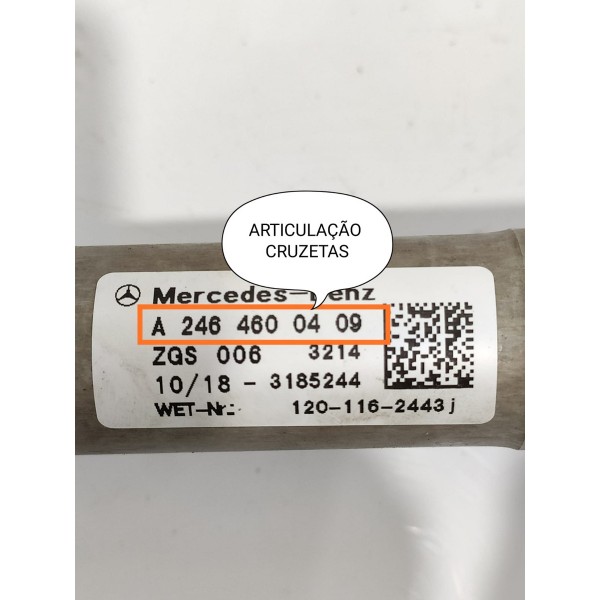 ARTICULAÇÃO
CRUZETAS
Mercedes-Benz
A 246 460 04 09
ZGS 006 3214
10/18 - 3185244
WET-Nr.: 120-116-2443j